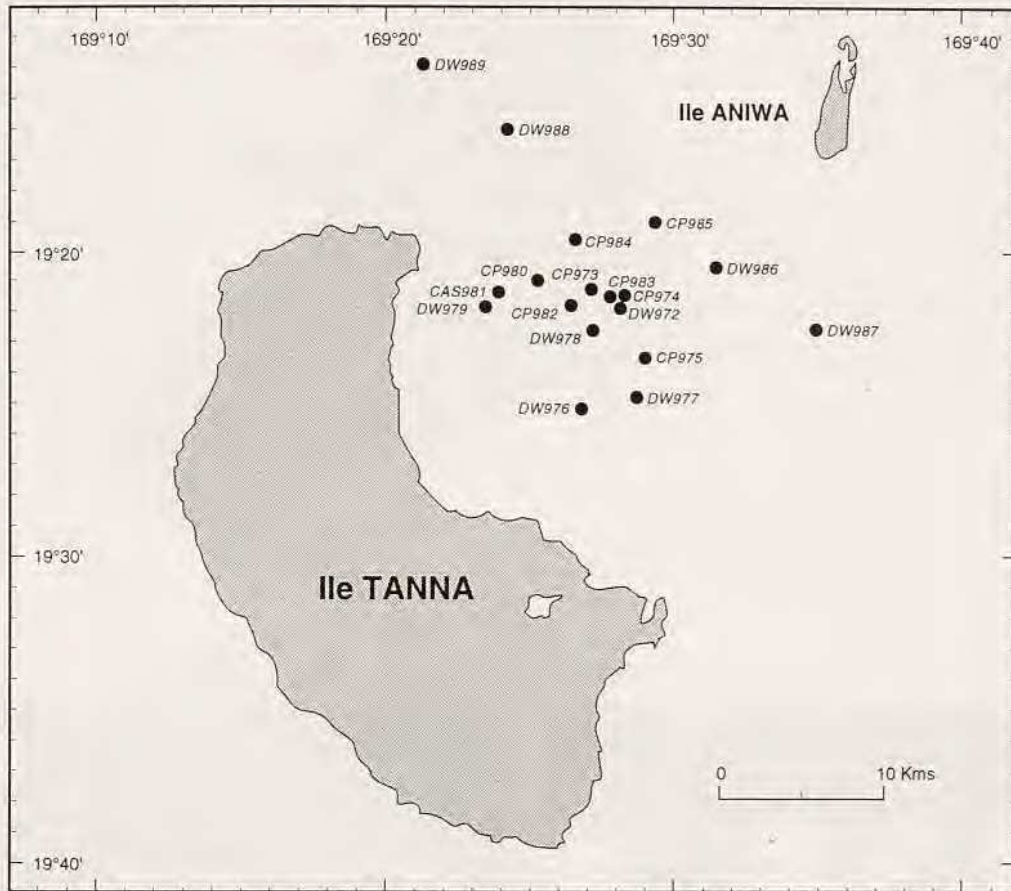 169°10'
169°20'
169°30'
169°40'
DW989
Ile ANIWA
DW988
CP985
19°20'
CP984
CP980
CP973
CP983
DW986
CAS981
CP974
DW979
CP982
DW972
DW987
DW978
CP975
DW976
DW977
19°30'
Ile TANNA
0
10 Kms
19°40'